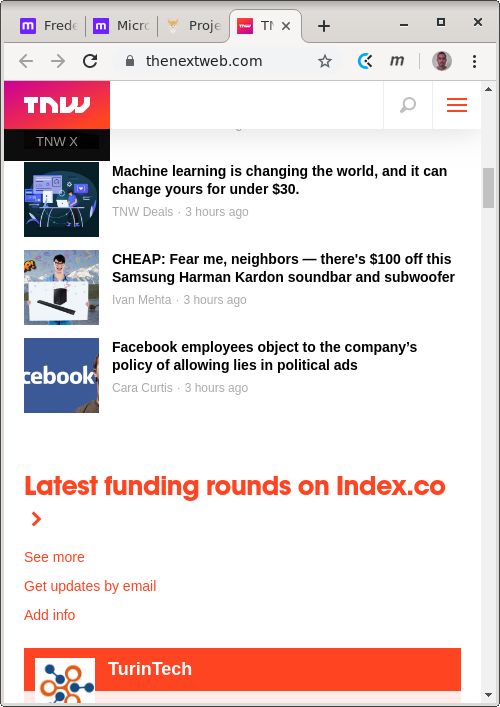 Frede
Micro
Proje
TN
thenextweb.com
m
TNW
TNW X
Machine learning is changing the world, and it can
change yours for under $30.
TNW Deals · 3 hours ago
CHEAP: Fear me, neighbors — there's $100 off this
Samsung Harman Kardon soundbar and subwoofer
Ivan Mehta · 3 hours ago
cebook
Facebook employees object to the company’s
policy of allowing lies in political ads
Cara Curtis · 3 hours ago
Latest funding rounds on Index.co
See more
Get updates by email
Add info
TurinTech